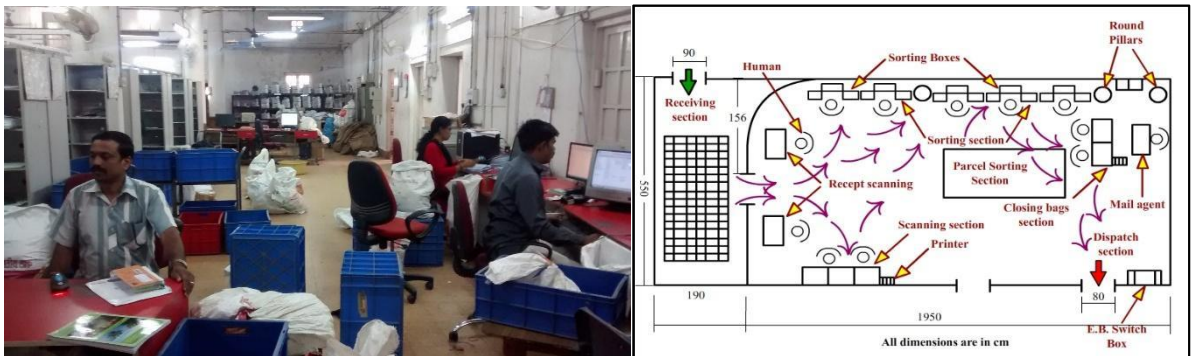 90
Human
Sorting Boxes
Round
Pillars
Receiving
section
156
550
Sorting section
Parcel Sorting
Section
Recept scanning
Closing bags
section
Mail agent
Scanning section
Printer
Dispatch
section
190
80
1950
E.B. Switch
Box
All dimensions are in cm